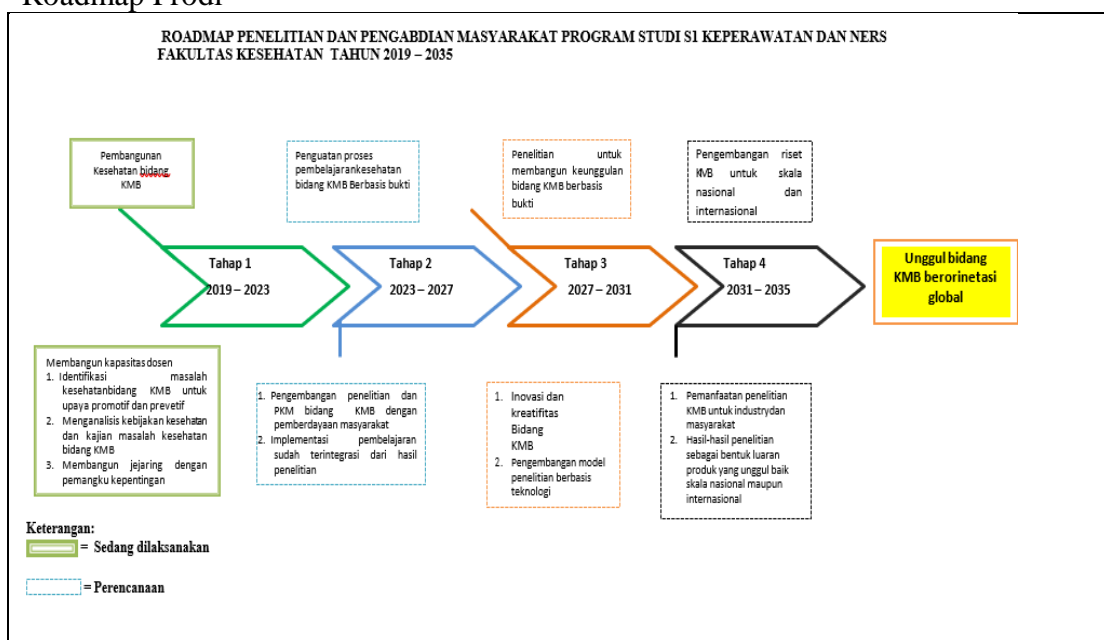 Roadmap Prodi
ROADMAP PENELITIAN DAN PENGABDIAN MASYARAKAT PROGRAM STUDI S1 KEPERAWATAN DAN NERS
FAKULTAS KESEHATAN TAHUN 2019 – 2035
Pembangunan
Kesehatan bidang
KMB
Penguatan proses
pembelajarankesehatan
bidang KMB Berbasis bukti
Penelitian untuk
membangun keunggulan
bidang KMB berbasis
bukti
Pengembangan riset
KMB untuk skala
nasional dan
internasional
Tahap 1
2019 – 2023
Tahap 2
2023 – 2027
Tahap 3
2027 – 2031
Tahap 4
2031 – 2035
Unggul bidang
KMB berorinetasi
global
Membangun kapasitas dosen
1. Identifikasi masalah
kesehatanbidang KMB untuk
upaya promotif dan prevetif
2. Menganalisis kebijakan kesehatan
dan kajian masalah kesehatan
bidang KMB
3. Membangun jejaring dengan
pemangku kepentingan
1. Pengembangan penelitian dan
PKM bidang KMB dengan
pemberdayaan masyarakat
2. Implementasi pembelajaran
sudah terintegrasi dari hasil
penelitian
1. Inovasi dan
kreatifitas
Bidang
KMB
2. Pengembangan model
penelitian berbasis
teknologi
1. Pemanfaatan penelitian
KMB untuk industrydan
masyarakat
2. Hasil-hasil penelitian
sebagai bentuk luaran
produk yang unggul baik
skala nasional maupun
internasional
Keterangan:
= Sedang dilaksanakan
= Perencanaan